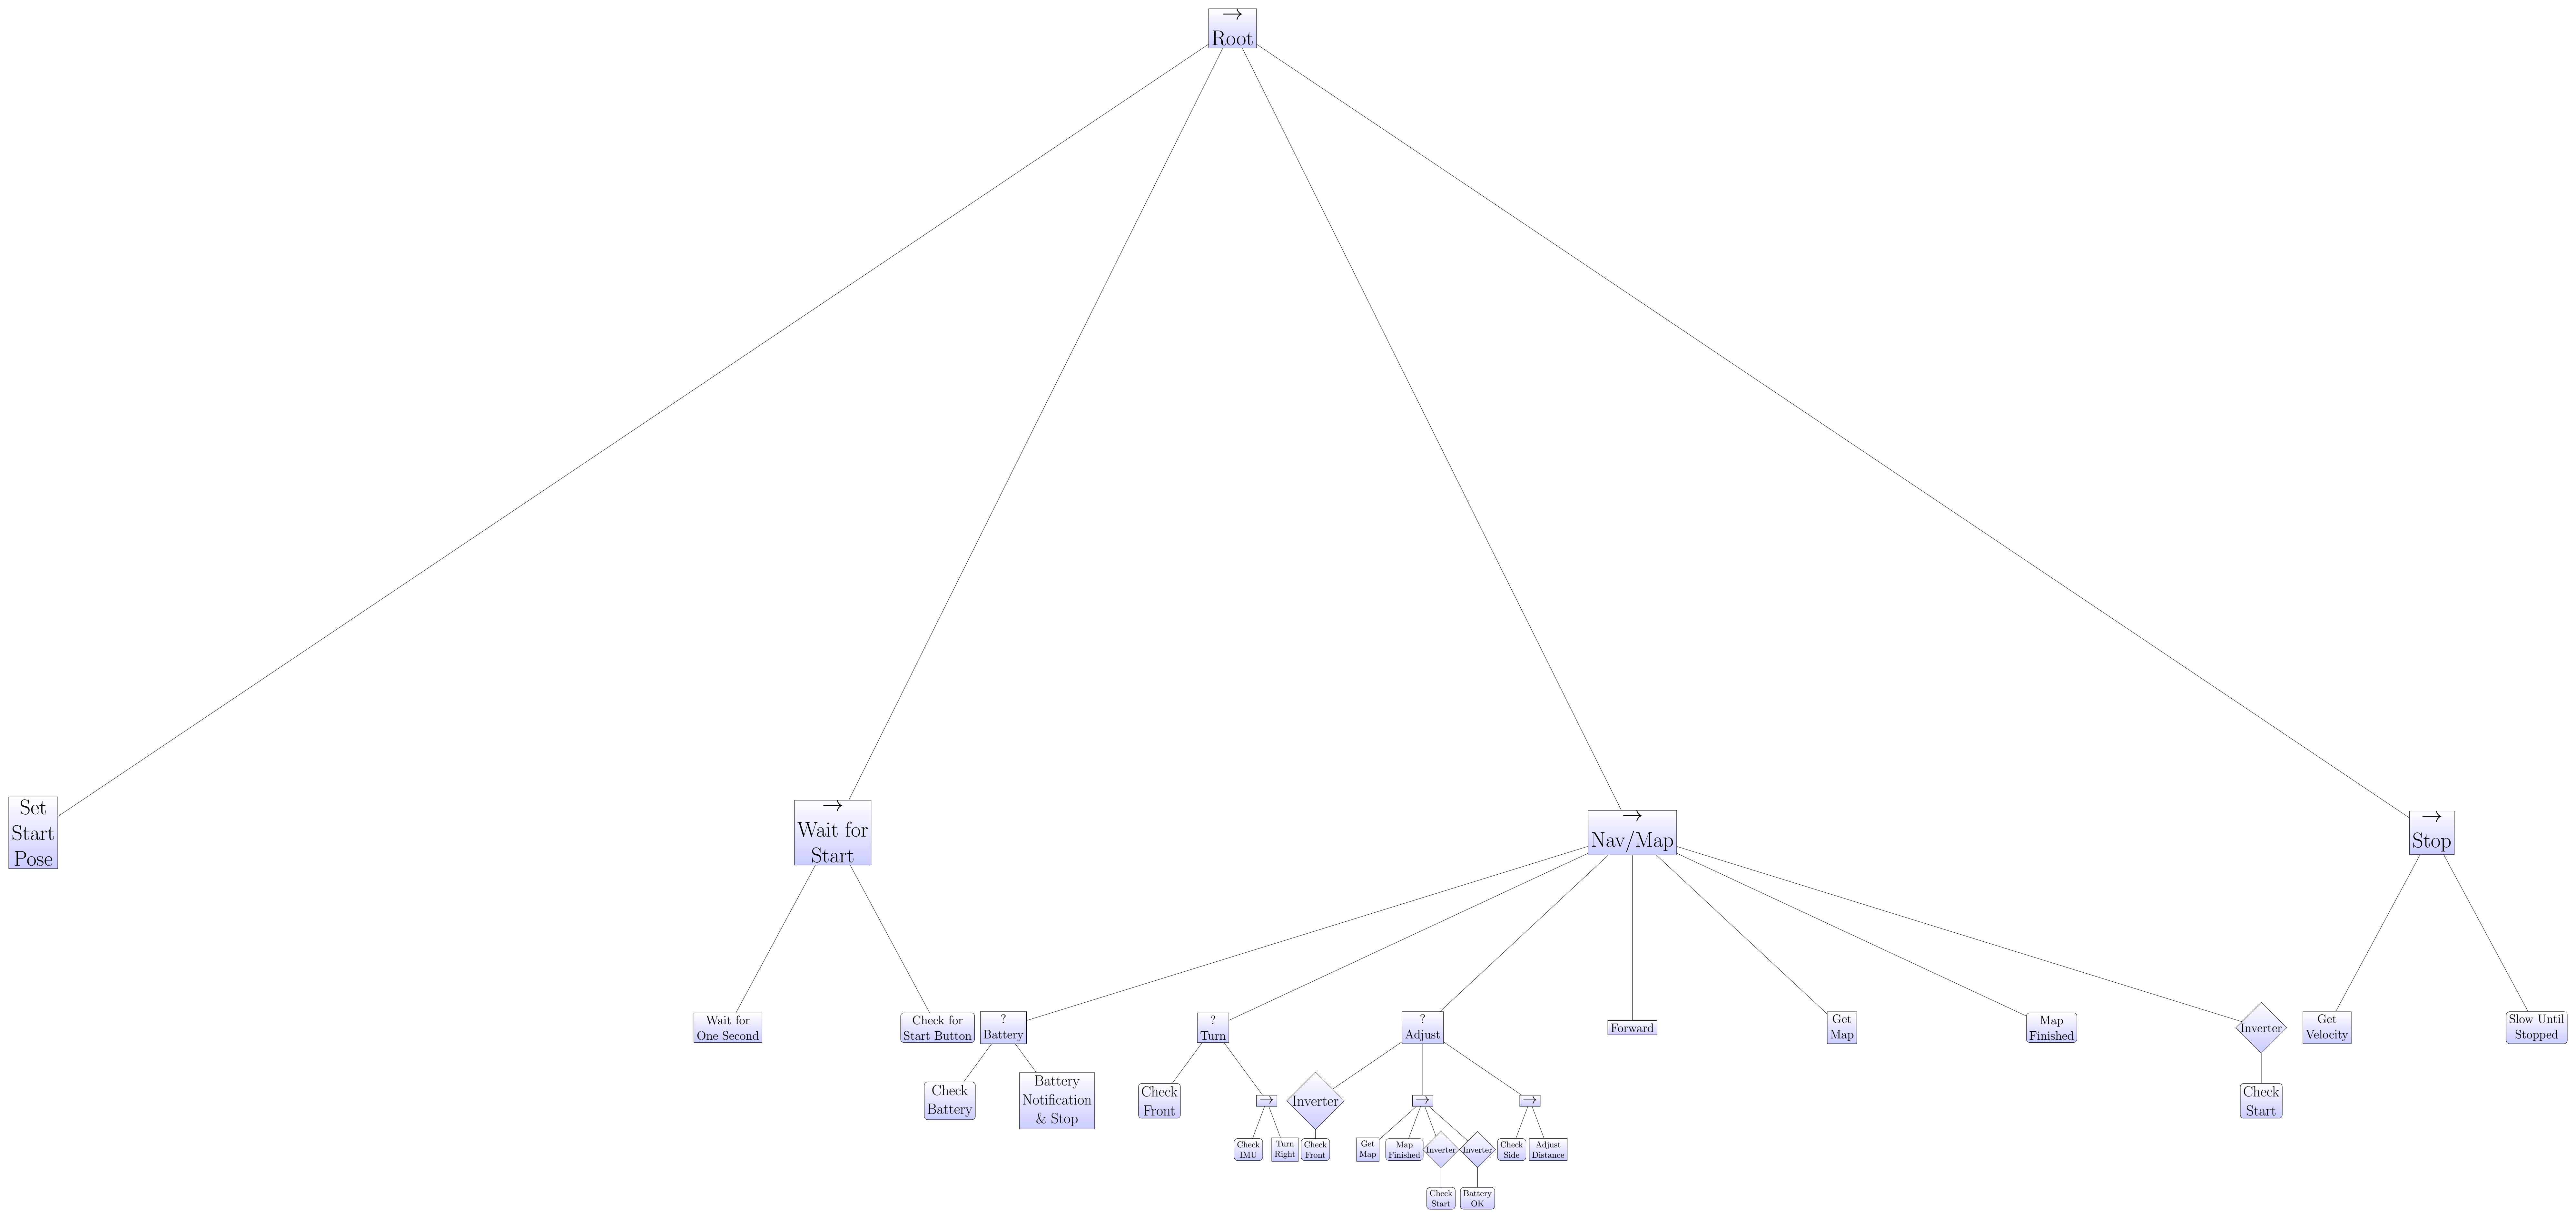 →
Root
Set
Start
Pose
→
Wait for
Start
→
Nav/Map
→
Stop
Wait for
One Second
Check for
Start Button
?
Battery
?
Turn
?
Adjust
Forward
Get
Map
Map
Finished
Inverter
Get
Velocity
Slow Until
Stopped
Check
Battery
Battery
Notification
& Stop
Check
Front
→
Inverter
→
→
Check
Start
Check
IMU
Turn
Right
Check
Front
Get
Map
Map
Finished
Inverter
Inverter
Check
Side
Adjust
Distance
Check
Start
Battery
OK